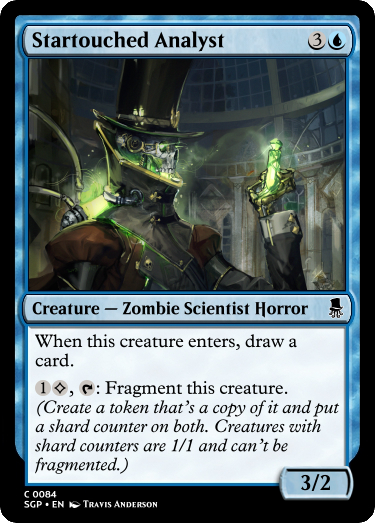 Startouched Analyst 3
Creature — Zombie Scientist Horror
When this creature enters, draw a
card.
1, : Fragment this creature.
(Create a token that's a copy of it and put
a shard counter on both. Creatures with
shard counters are 1/1 and can't be
fragmented.)
3/2
C 0084
SGP • EN Travis Anderson